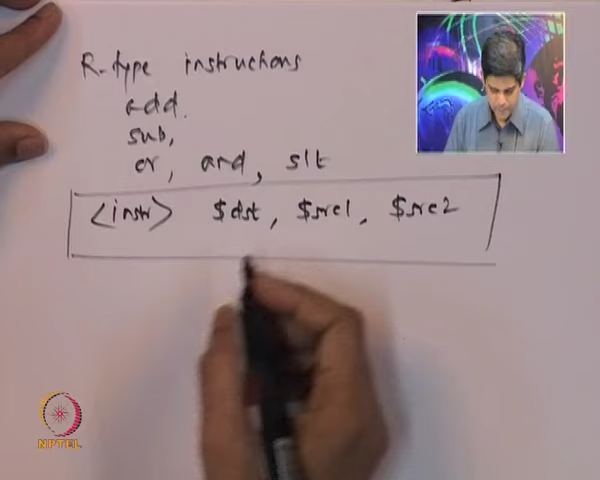 R-type instructions
add.
sub,
or, and, slt
<instr> $dst, $src1, $src2
NPTEL